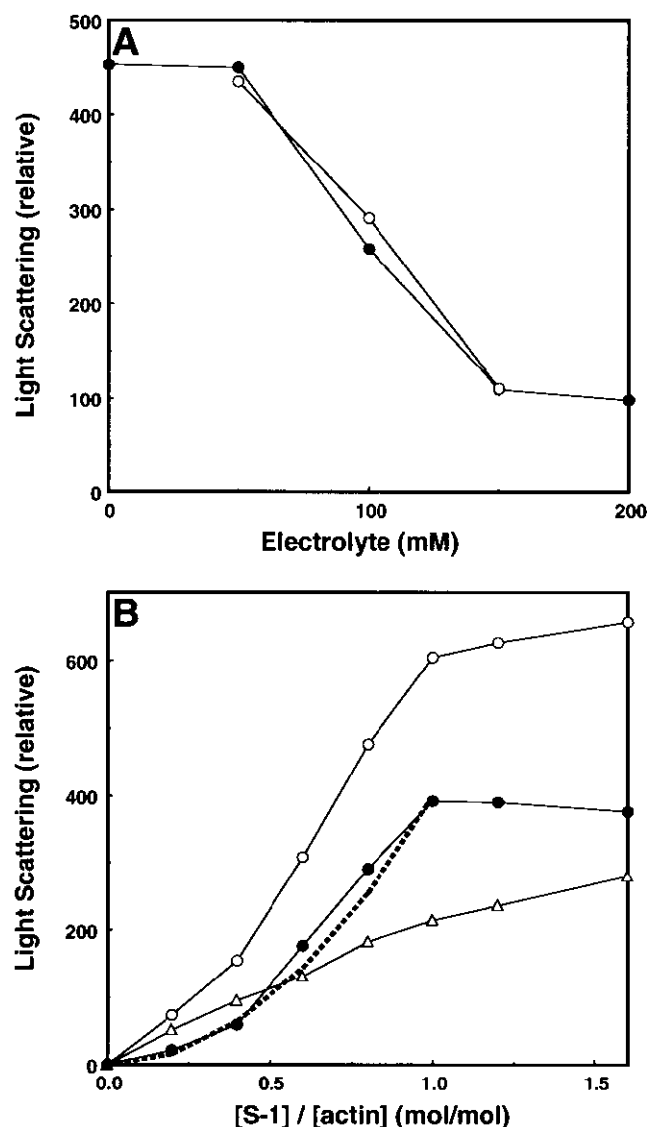 A
500
400
300
200
100
0
Light Scattering (relative)
0
100
200
Electrolyte (mM)
B
600
400
200
0
Light Scattering (relative)
0.0
0.5
1.0
1.5
[S-1] / [actin] (mol/mol)